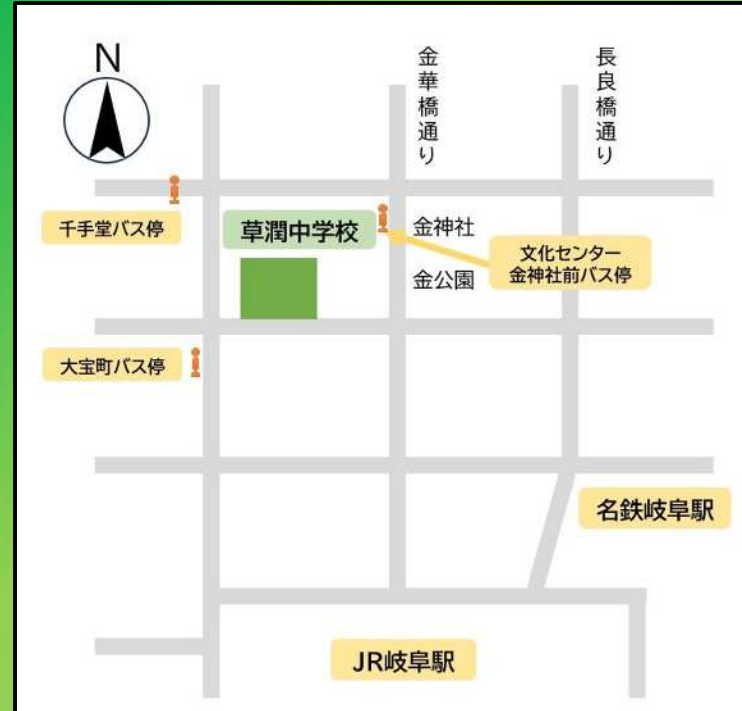 N
金華橋通り
長良橋通り
千手堂バス停
草潤中学校
金神社
文化センター
金神社前バス停
金公園
大宝町バス停
名鉄岐阜駅
JR岐阜駅